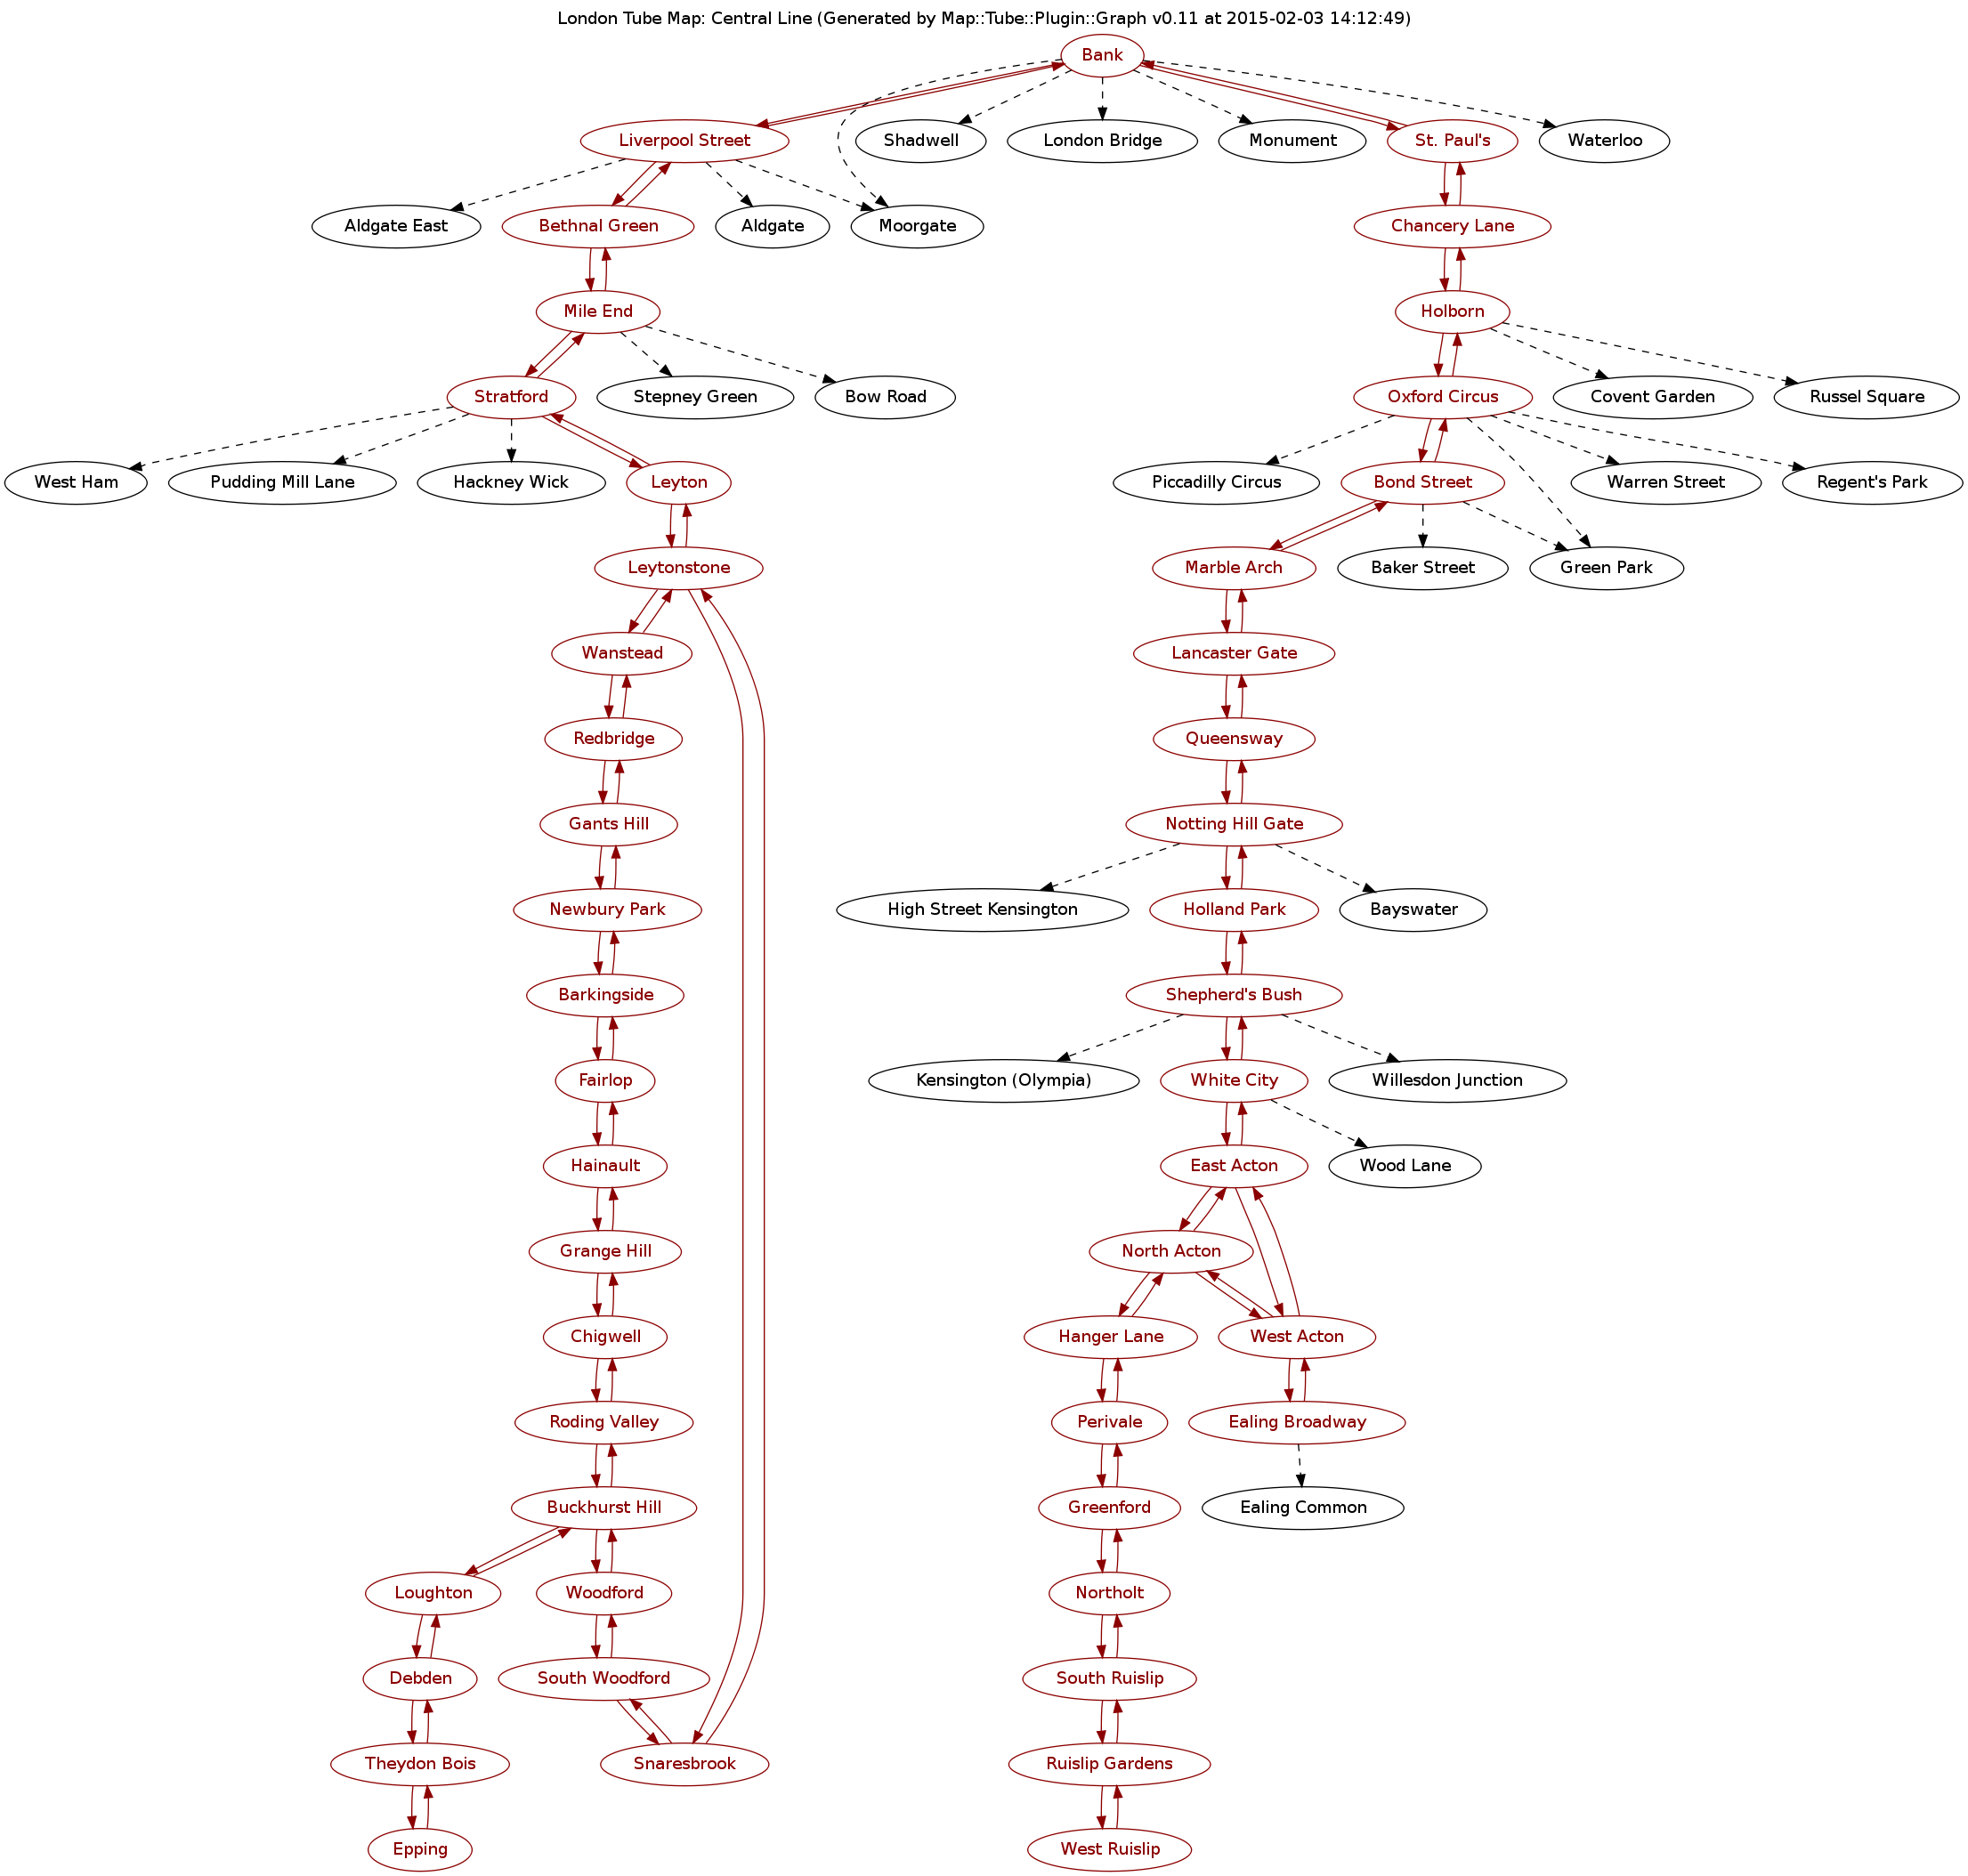 London Tube Map: Central Line (Generated by Map::Tube::Plugin::Graph v0.11 at 2015-02-03 14:12:49)
Bank
Liverpool Street
Shadwell
London Bridge
Monument
St. Paul's
Waterloo
Aldgate East
Bethnal Green
Aldgate
Moorgate
Chancery Lane
Mile End
Holborn
Stratford
Stepney Green
Bow Road
Oxford Circus
Covent Garden
Russel Square
West Ham
Pudding Mill Lane
Hackney Wick
Leyton
Piccadilly Circus
Bond Street
Warren Street
Regent's Park
Leytonstone
Marble Arch
Baker Street
Green Park
Wanstead
Lancaster Gate
Redbridge
Queensway
Gants Hill
Notting Hill Gate
Newbury Park
High Street Kensington
Holland Park
Bayswater
Barkingside
Shepherd's Bush
Fairlop
Kensington (Olympia)
White City
Willesdon Junction
Hainault
East Acton
Wood Lane
Grange Hill
North Acton
Chigwell
Hanger Lane
West Acton
Roding Valley
Perivale
Ealing Broadway
Buckhurst Hill
Greenford
Ealing Common
Loughton
Woodford
Northolt
Debden
South Woodford
South Ruislip
Theydon Bois
Snaresbrook
Ruislip Gardens
Epping
West Ruislip